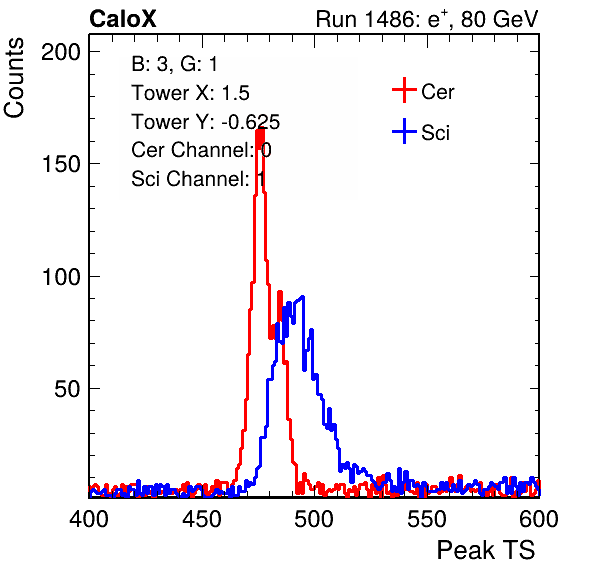 CaloX Run 1486: e⁺, 80 GeV
Counts
200
150
100
50
B: 3, G: 1
Tower X: 1.5
Tower Y: -0.625
Cer Channel: 0
Sci Channel: 1
Cer
Sci
400 450 500 550 600
Peak TS